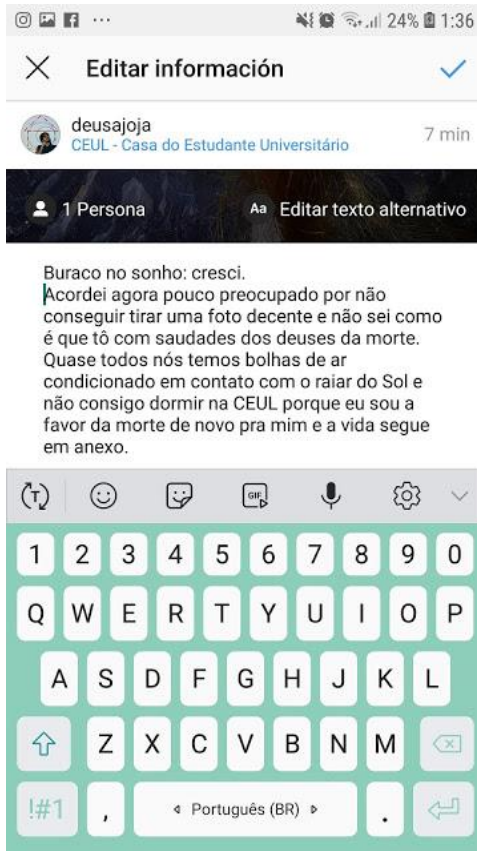 24% 1:36
Editar información
deusajoja
CEUL - Casa do Estudante Universitário
7 min
1 Persona
Aa Editar texto alternativo
Buraco no sonho: cresci.
Acordei agora pouco preocupado por não
conseguir tirar uma foto decente e não sei como
é que tô com saudades dos deuses da morte.
Quase todos nós temos bolhas de ar
condicionado em contato com o raiar do Sol e
não consigo dormir na CEUL porque eu sou a
favor da morte de novo pra mim e a vida segue
em anexo.
T
GIF
1 2 3 4 5 6 7 8 9 0
Q W E R T Y U I O P
A S D F G H J K L
Z X C V B N M
!#1 , Português (BR) .